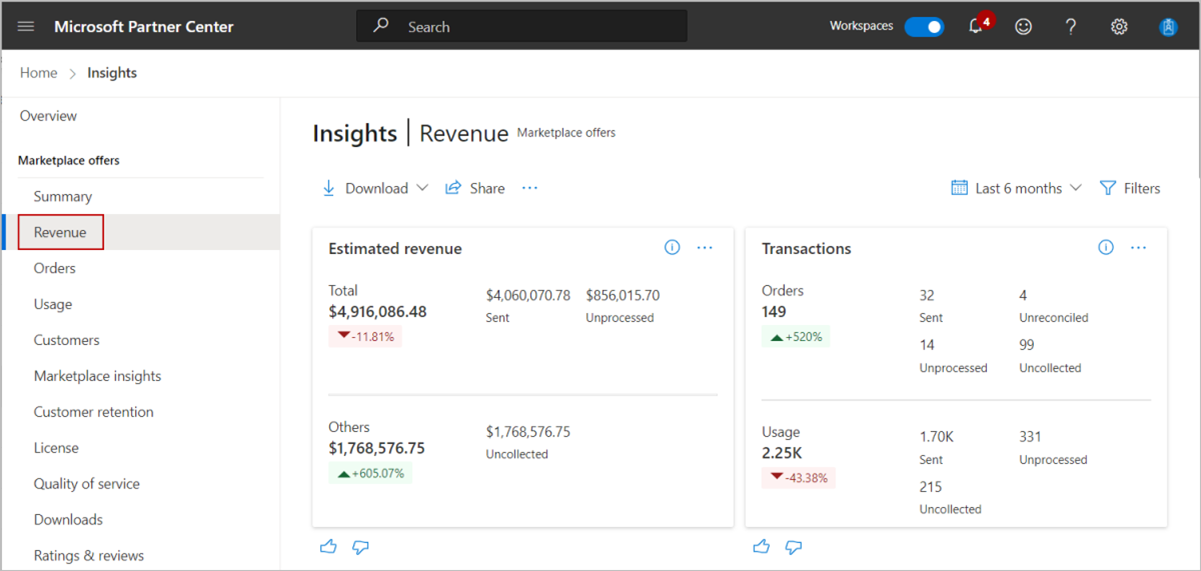 Microsoft Partner Center
Search
Workspaces
4
Home > Insights
Overview
Marketplace offers
Summary
Revenue
Orders
Usage
Customers
Marketplace insights
Customer retention
License
Quality of service
Downloads
Ratings & reviews
Insights | Revenue Marketplace offers
Download
Share
Last 6 months
Filters
Estimated revenue
Total
$4,916,086.48
-11.81%
$4,060,070.78
Sent
$856,015.70
Unprocessed
Others
$1,768,576.75
+605.07%
$1,768,576.75
Uncollected
Transactions
Orders
149
+520%
32
Sent
4
Unreconciled
14
Unprocessed
99
Uncollected
Usage
2.25K
-43.38%
1.70K
Sent
331
Unprocessed
215
Uncollected